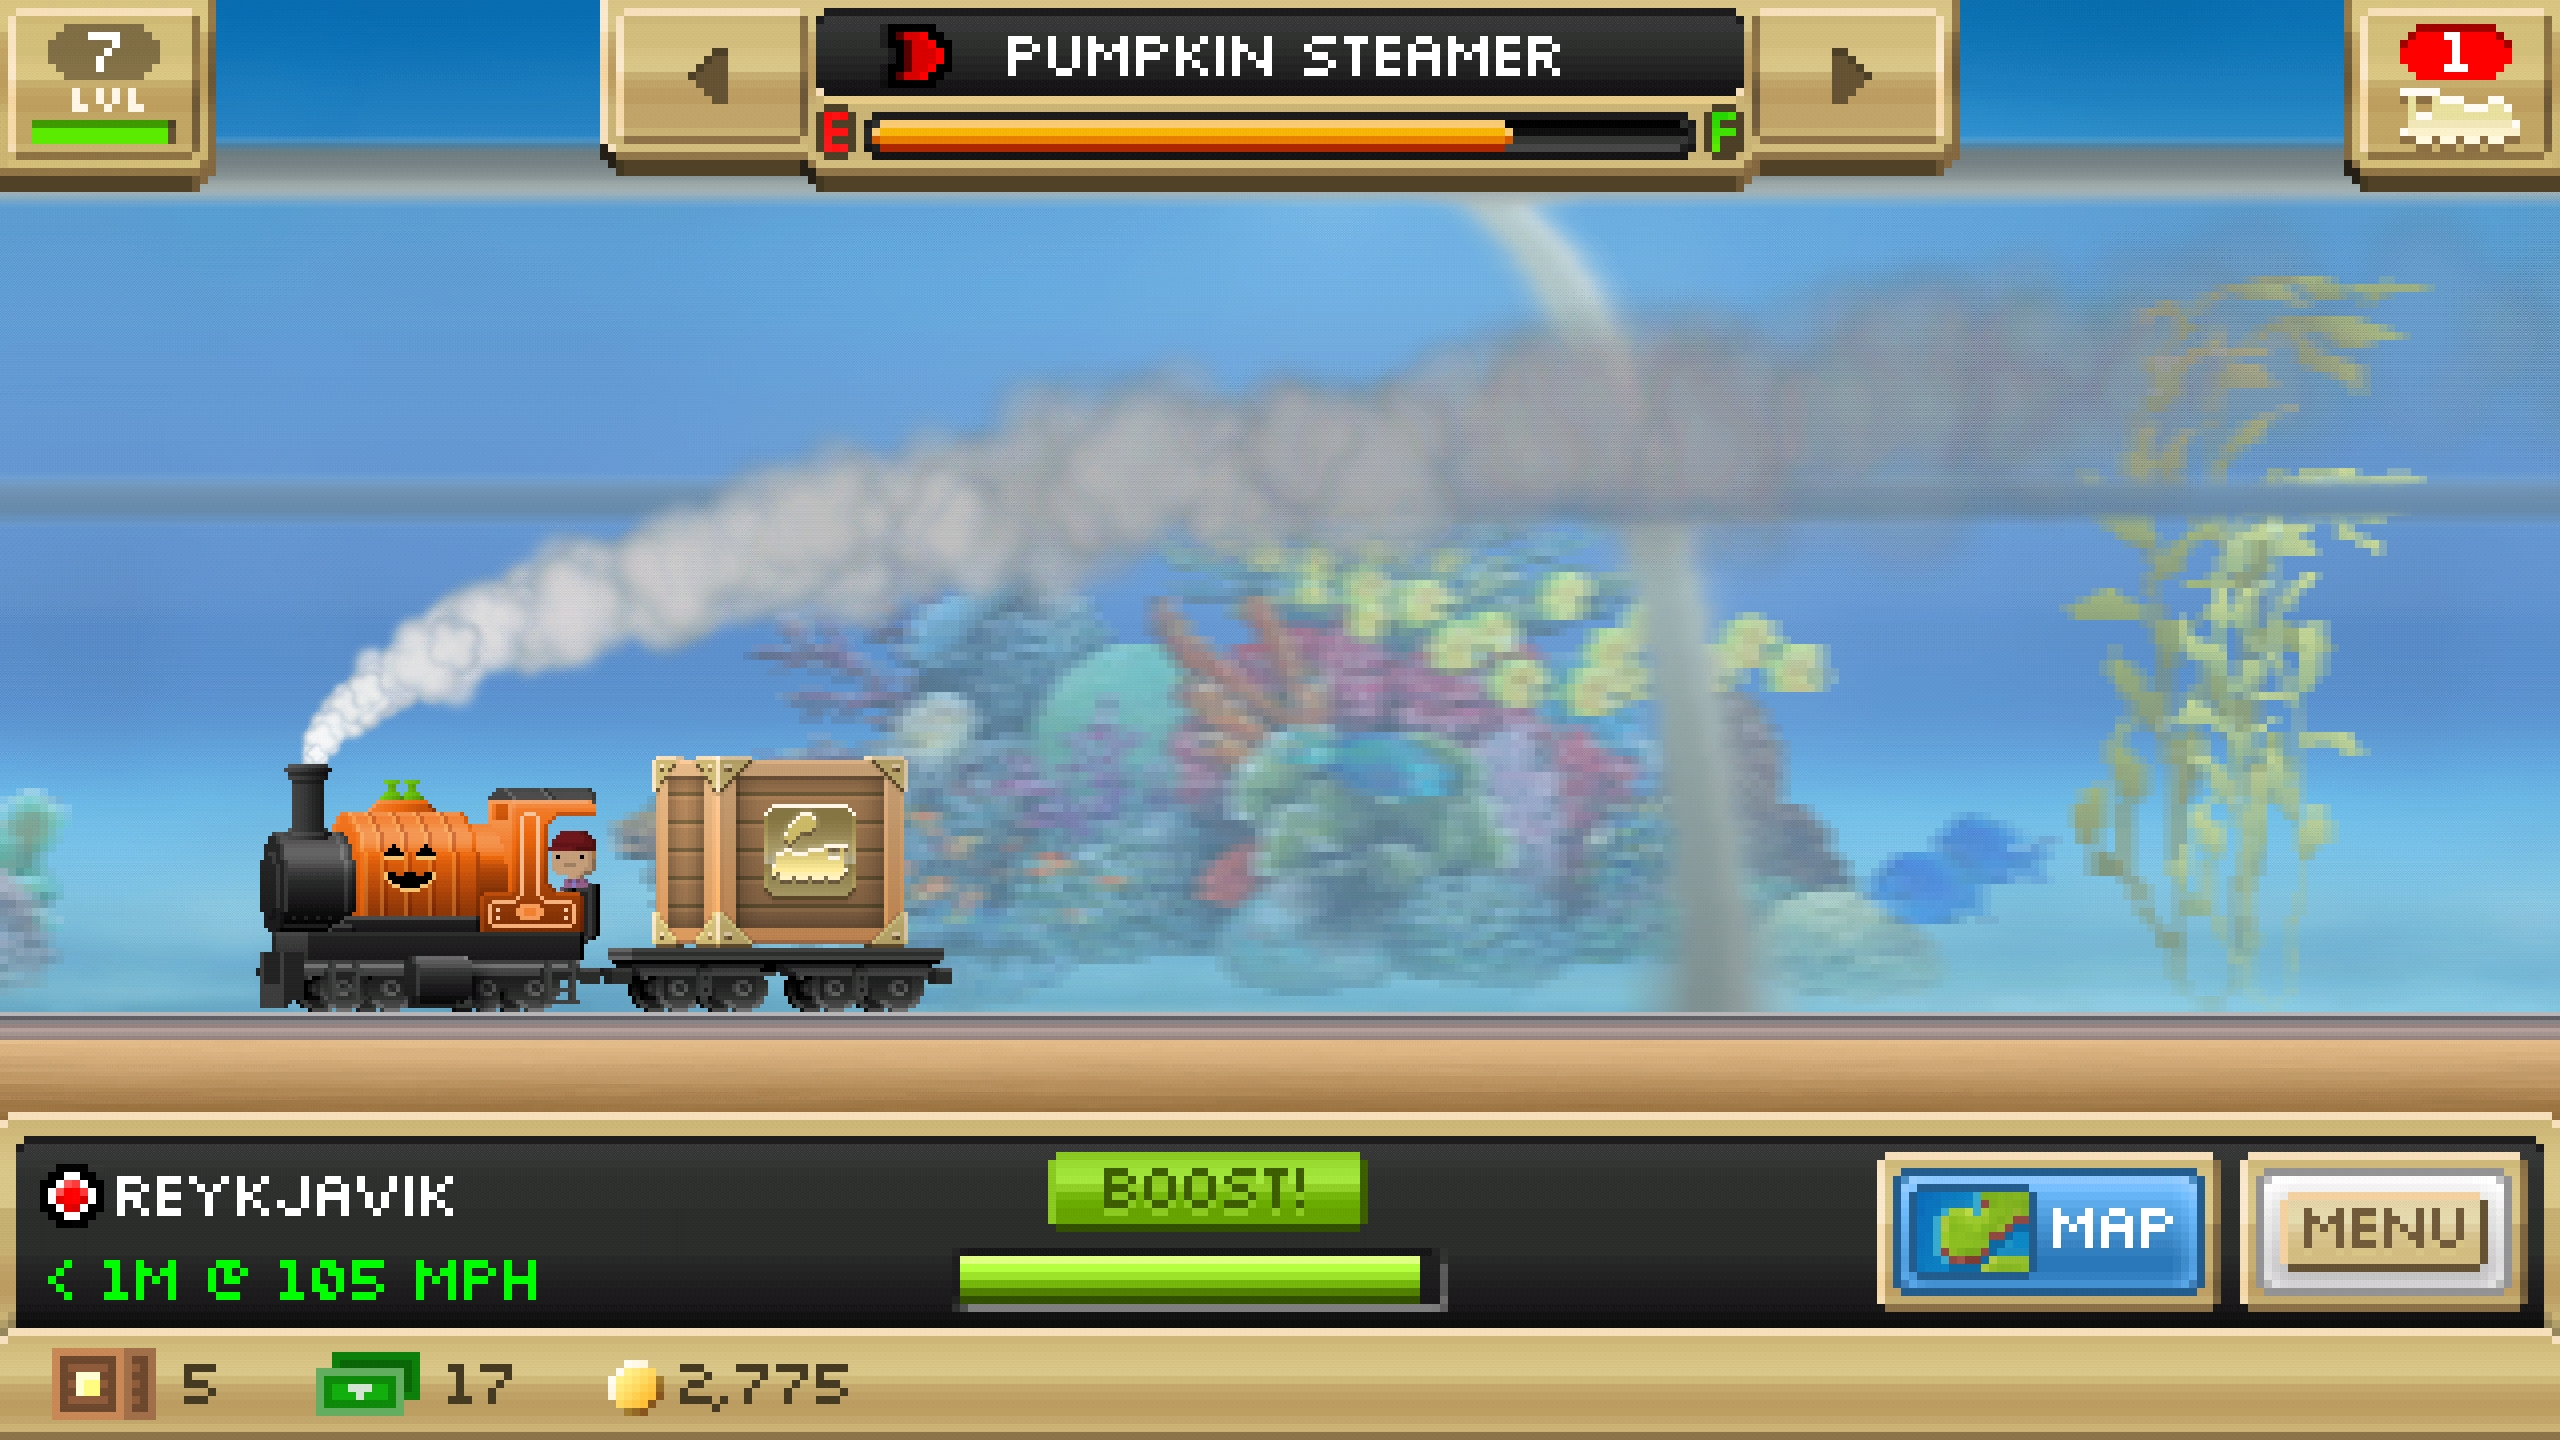 7
LVL
PUMPKIN STEAMER
E F
1
REYKJAVIK
< 1M @ 105 MPH
BOOST!
MAP
MENU
5
17
2,775